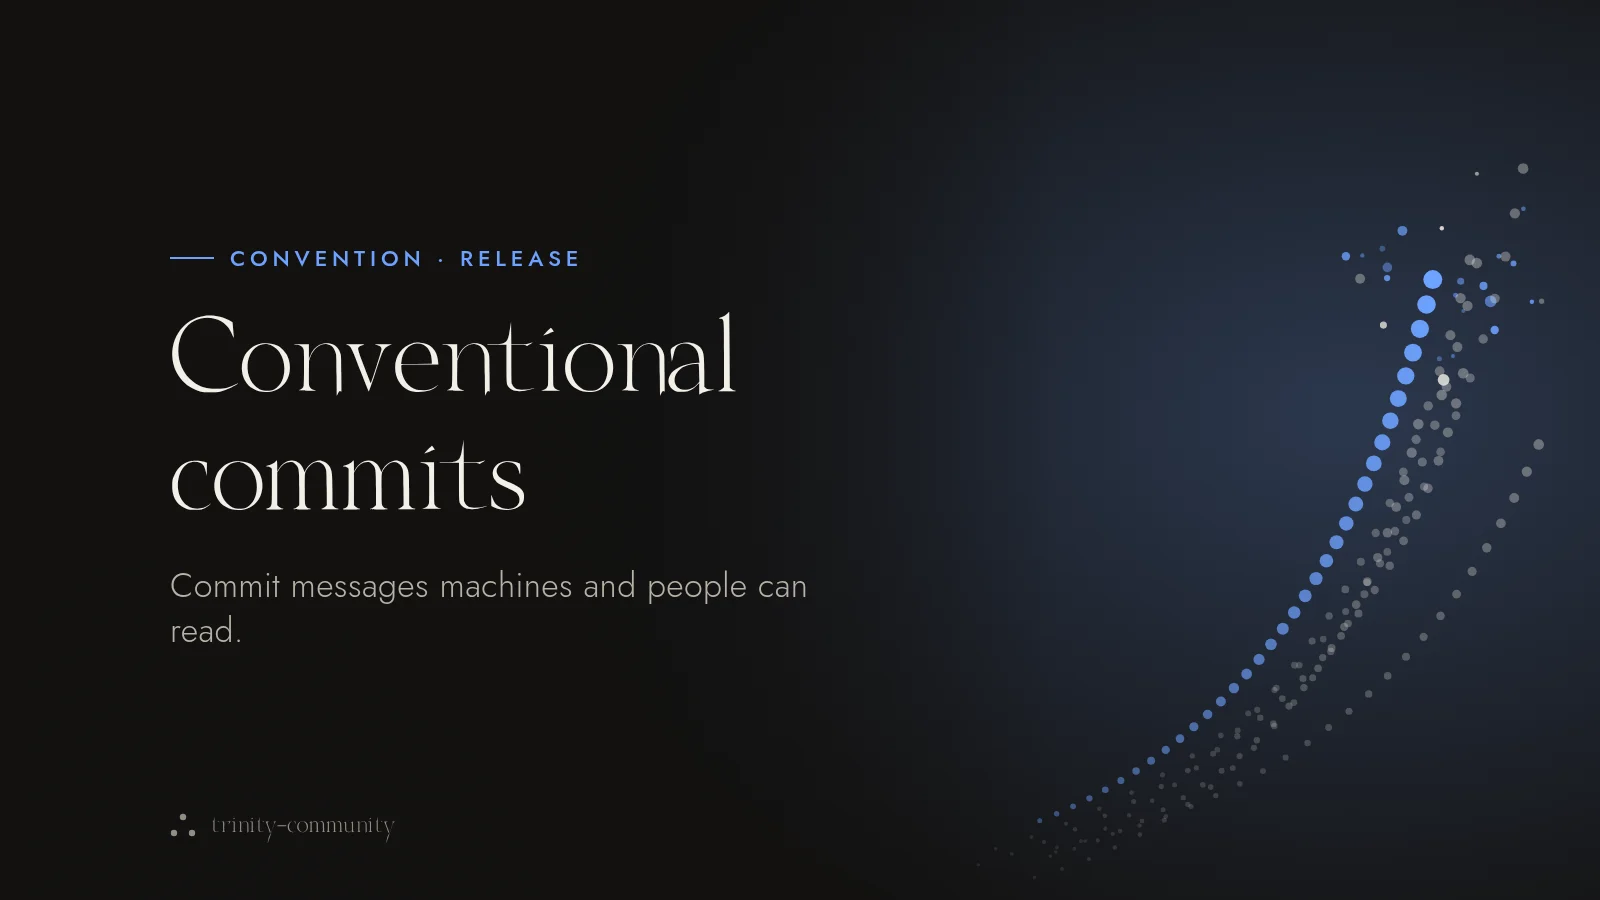 CONVENTION · RELEASE
Conventional
commits
Commit messages machines and people can
read.
trinity-community